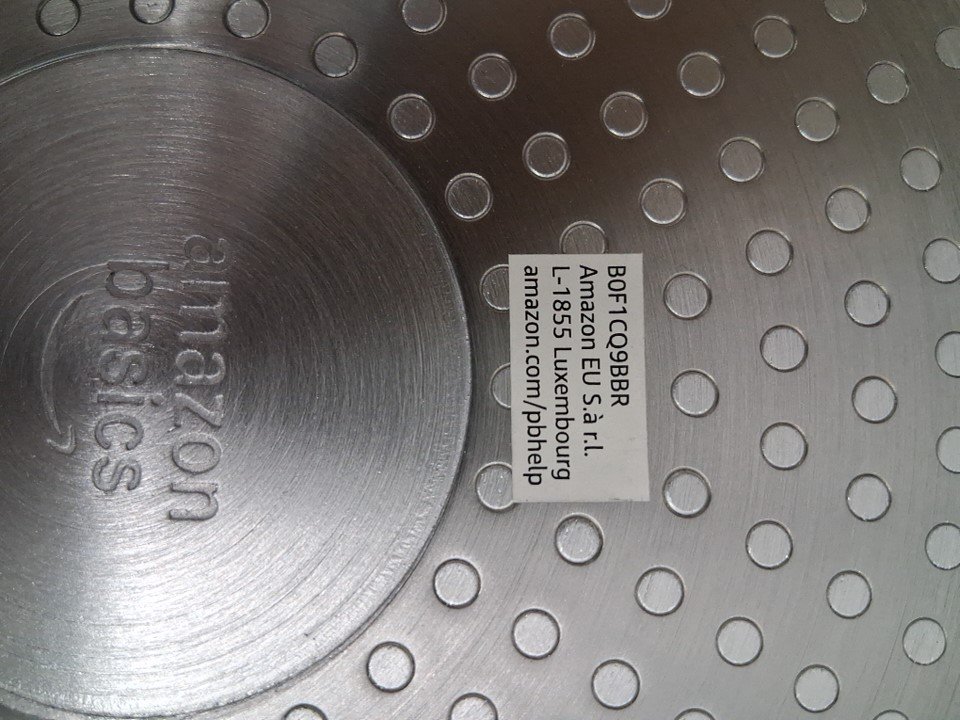 amazon
basics
B0F1CQ9BBR
Amazon EU S.à r.l.
L-1855 Luxembourg
amazon.com/pbhelp